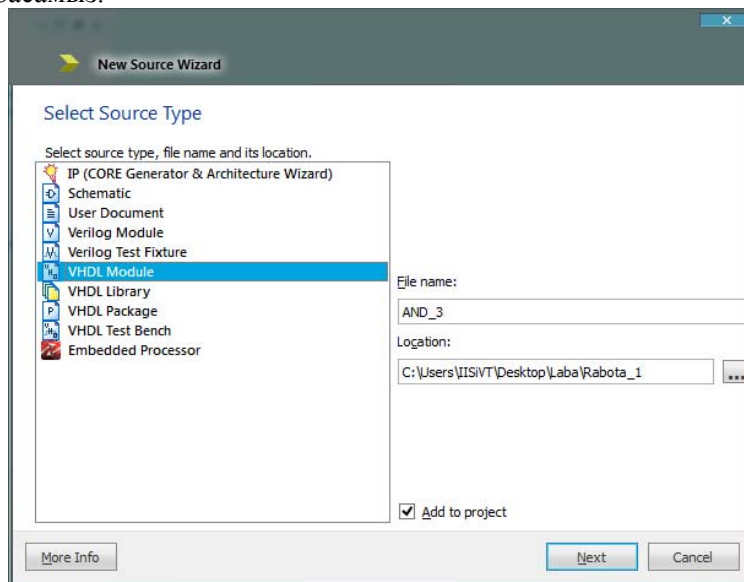 New Source Wizard
Select Source Type
Select source type, file name and its location.
IP (CORE Generator & Architecture Wizard)
Schematic
User Document
Verilog Module
Verilog Test Fixture
VHDL Module
VHDL Library
VHDL Package
VHDL Test Bench
Embedded Processor
File name:
AND_3
Location:
C:\Users\IISiVT\Desktop\Laba\Rabota_1
...
Add to project
More Info
Next
Cancel